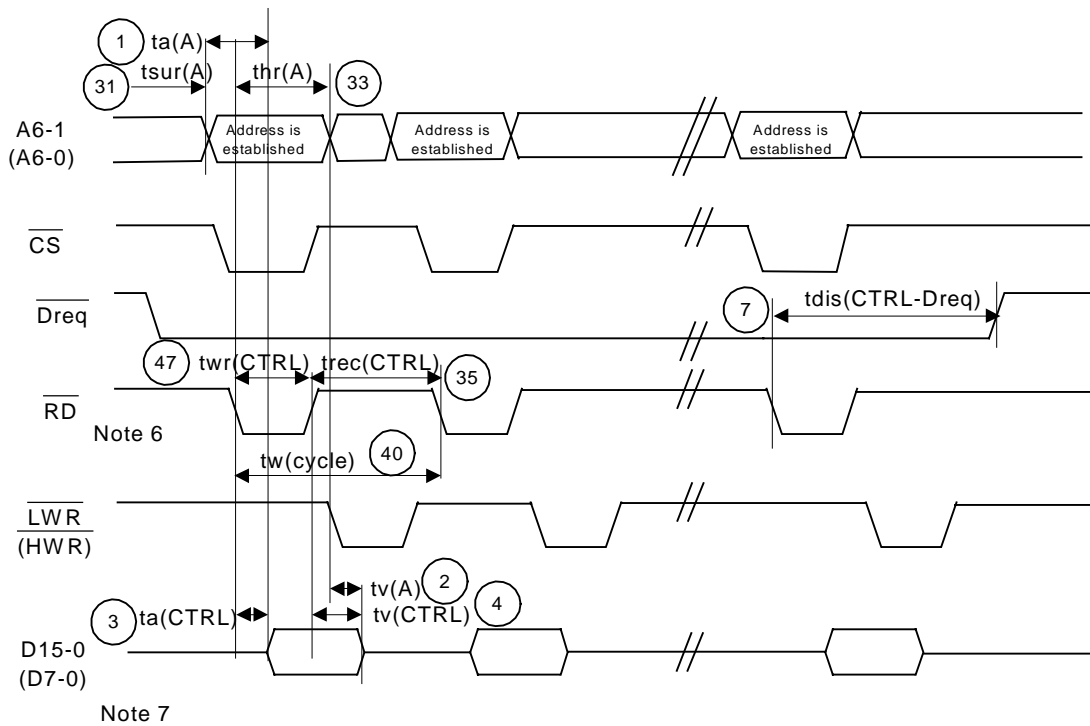 1 ta(A)
31 tsur(A) thr(A) 33
A6-1
(A6-0)
Address is
established
Address is
established
Address is
established
CS
Dreq
7 tdis(CTRL-Dreq)
47 twr(CTRL) trec(CTRL) 35
RD
Note 6
tw(cycle) 40
LWR
(HWR)
tv(A) 2
3 ta(CTRL) tv(CTRL) 4
D15-0
(D7-0)
Note 7